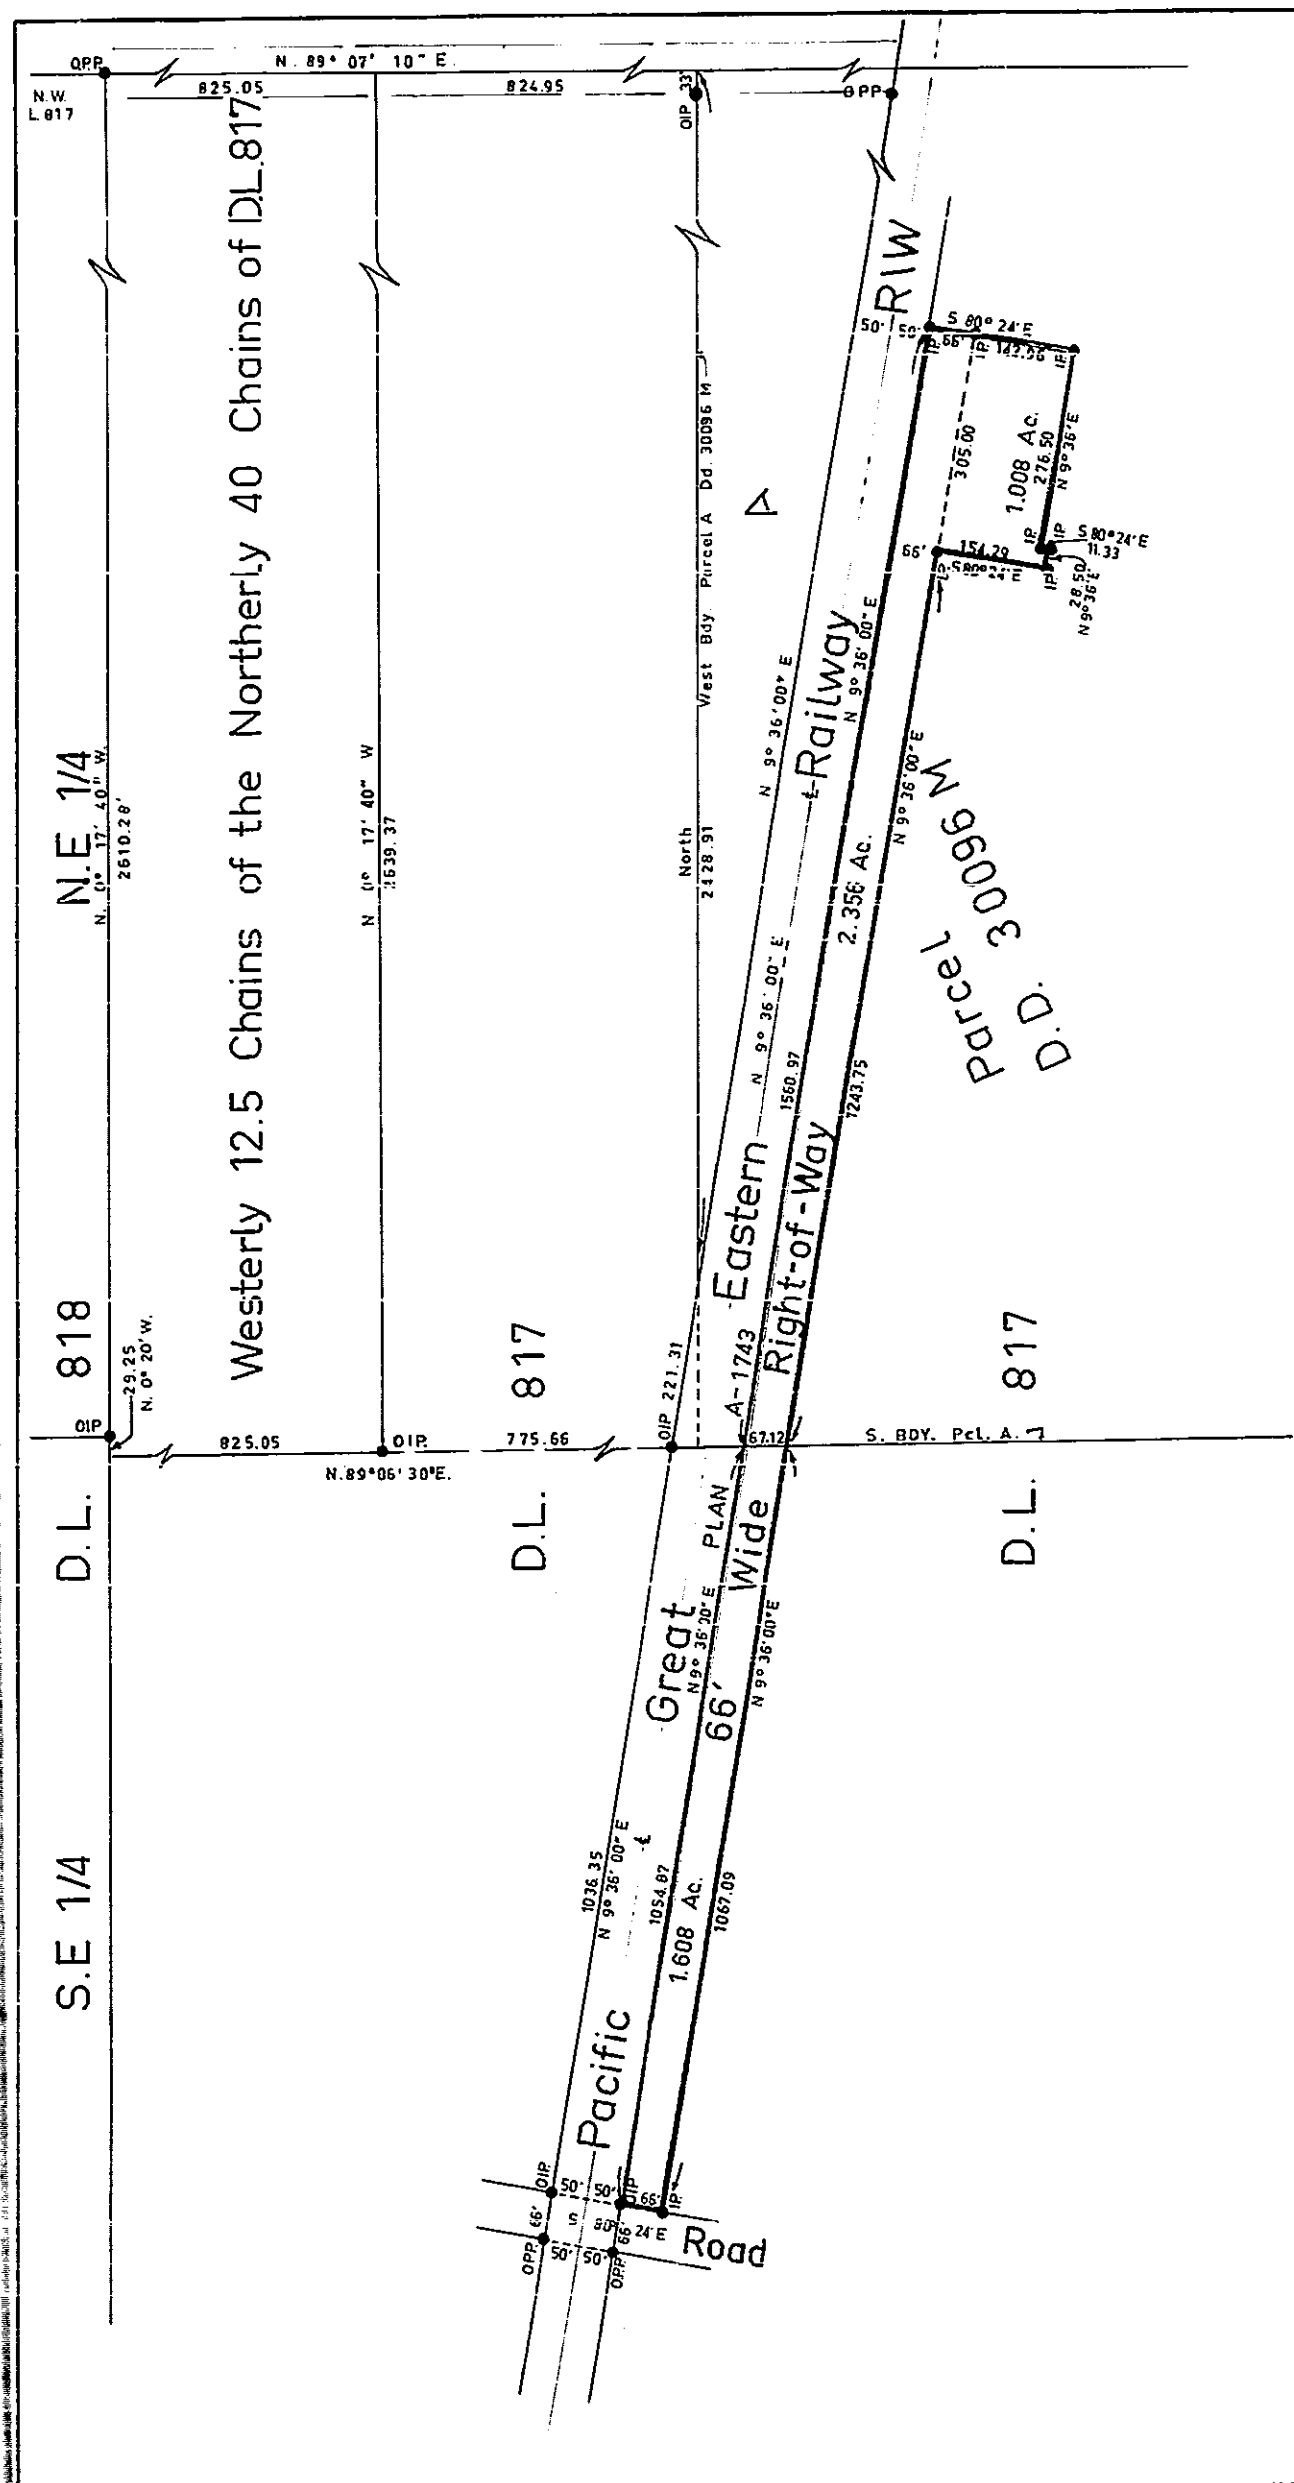 N. 89° 07' 10" E.
OPP.
N.W.
L. 817
825.05
824.95
33'
OIP
OPP
Westerly 12.5 Chains of the Northerly 40 Chains of D.L.817
R/W
50' 50'
S 80° 24' E
66'
I.P.
I.P.
142.96
I.P.
West Bdy. Parcel A Dd. 30096 M
A
305.00
1.008 Ac.
276.50
N 9° 36' E
66'
154.29
S 80° 24' E
I.P.
I.P.
I.P.
S 80° 24' E
11.33
I.P.
28.50
N 9° 36' E
N.E 1/4
N. 0° 17' 40" W.
2610.28'
N 0° 17' 40" W
2639.37
North
2428.91
N 9° 36' 00" E
Railway
N 9° 36' 00" E
N 9° 36' 00" E
2.356 Ac.
Parcel
D.D. 30096 M
N 9° 36' 00" E
1560.97
1243.75
Eastern
Right-of-Way
D.L. 818
29.25
N. 0° 20' W.
OIP
825.05
OIP.
N.89°06' 30"E.
775.66
D.L. 817
OIP
221.31
PLAN A-1743
67.12
S. BDY. Pcl. A.
D.L. 817
Great
66' Wide
N 9° 36' 00" E
N 9° 36' 00" E
S.E 1/4
1036.35
N 9° 36' 00" E
1054.87
1.608 Ac.
1067.09
Pacific
OIP.
50' 50'
OIP
66'
I.P.
66'
S 80° 24' E
66'
OPP.
50' 50'
OPP.
Road